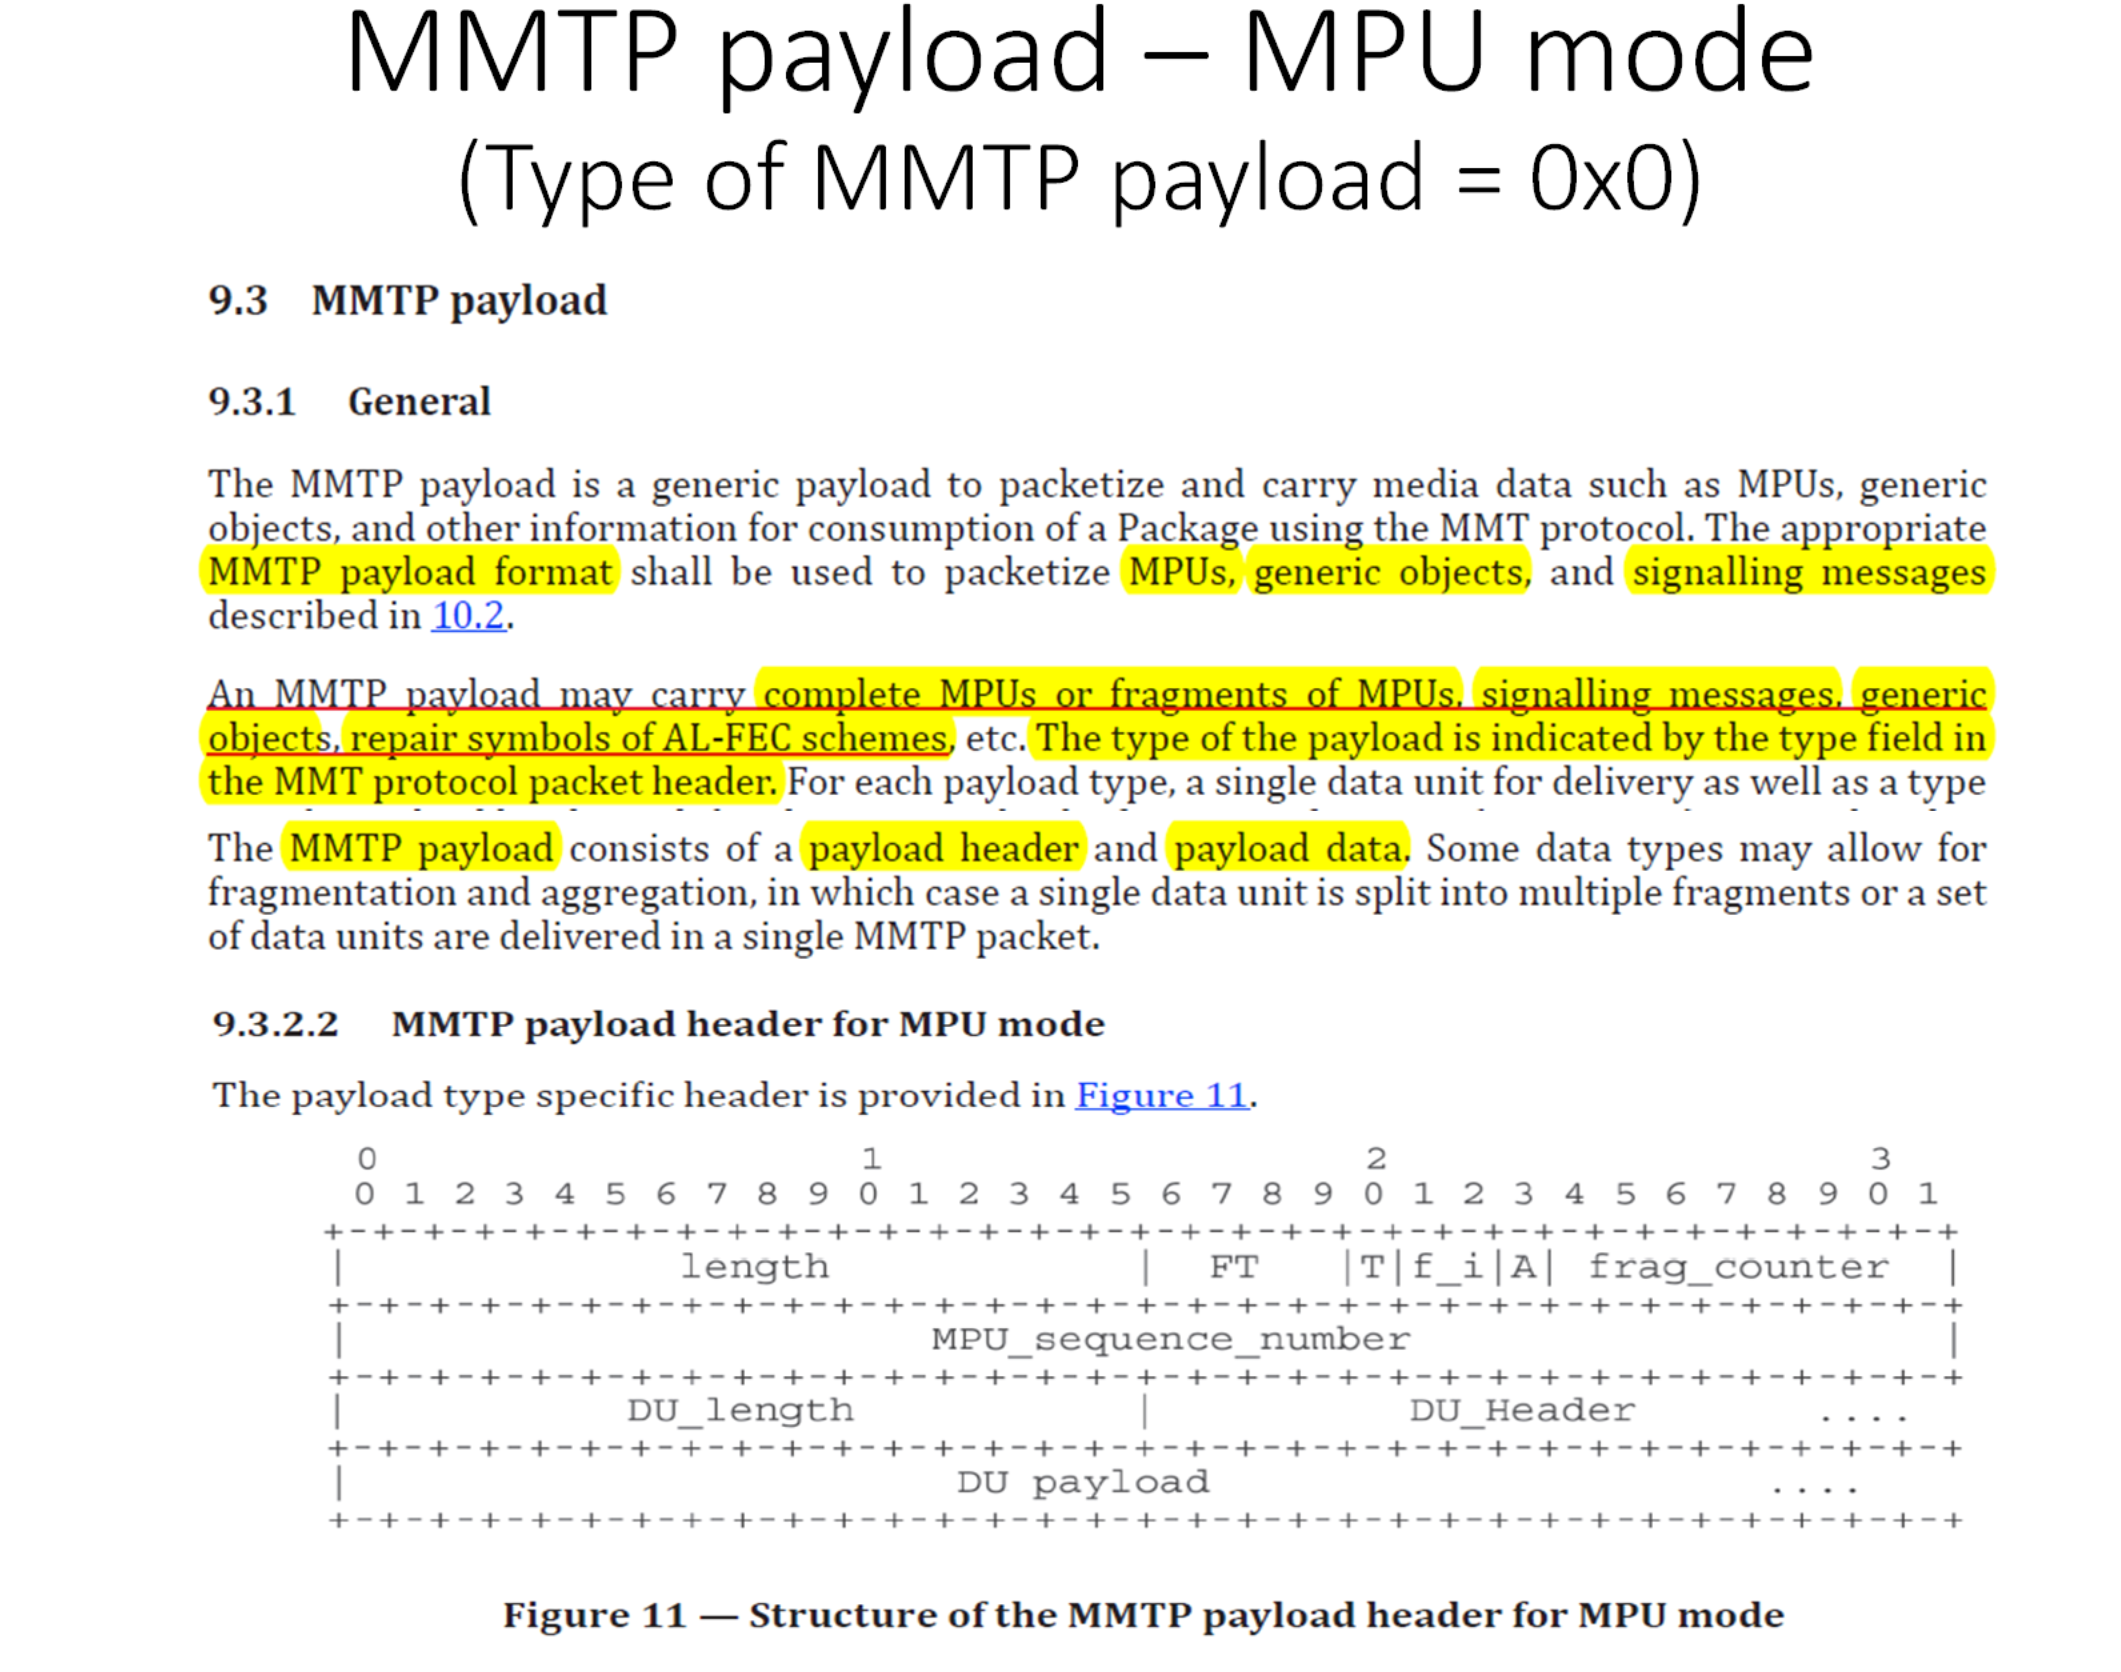 MMTP payload – MPU mode
(Type of MMTP payload = 0x0)
9.3 MMTP payload
9.3.1 General
The MMTP payload is a generic payload to packetize and carry media data such as MPUs, generic
objects, and other information for consumption of a Package using the MMT protocol. The appropriate
MMTP payload format shall be used to packetize MPUs, generic objects, and signalling messages
described in 10.2.
An MMTP payload may carry complete MPUs or fragments of MPUs, signalling messages, generic
objects, repair symbols of AL-FEC schemes, etc. The type of the payload is indicated by the type field in
the MMT protocol packet header. For each payload type, a single data unit for delivery as well as a type
The MMTP payload consists of a payload header and payload data. Some data types may allow for
fragmentation and aggregation, in which case a single data unit is split into multiple fragments or a set
of data units are delivered in a single MMTP packet.
9.3.2.2 MMTP payload header for MPU mode
The payload type specific header is provided in Figure 11.
0 1 2 3
0 1 2 3 4 5 6 7 8 9 0 1 2 3 4 5 6 7 8 9 0 1 2 3 4 5 6 7 8 9 0 1
+-+-+-+-+-+-+-+-+-+-+-+-+-+-+-+-+-+-+-+-+-+-+-+-+-+-+-+-+-+-+-+-+
| length | FT |T|f_i|A| frag_counter |
+-+-+-+-+-+-+-+-+-+-+-+-+-+-+-+-+-+-+-+-+-+-+-+-+-+-+-+-+-+-+-+-+
| MPU_sequence_number |
+-+-+-+-+-+-+-+-+-+-+-+-+-+-+-+-+-+-+-+-+-+-+-+-+-+-+-+-+-+-+-+-+
| DU_length | DU_Header ....
+-+-+-+-+-+-+-+-+-+-+-+-+-+-+-+-+-+-+-+-+-+-+-+-+-+-+-+-+-+-+-+-+
| DU payload ....
+-+-+-+-+-+-+-+-+-+-+-+-+-+-+-+-+-+-+-+-+-+-+-+-+-+-+-+-+-+-+-+-+
Figure 11 — Structure of the MMTP payload header for MPU mode